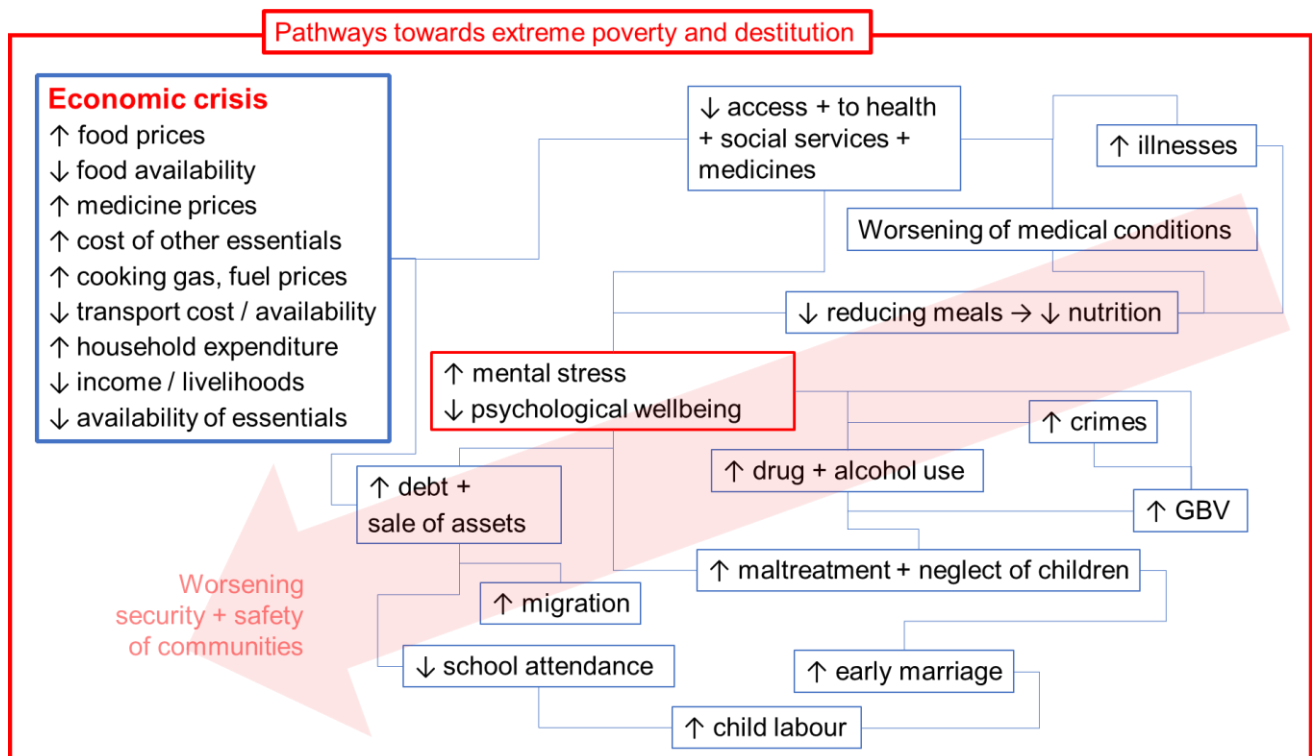 Pathways towards extreme poverty and destitution
Economic crisis
↑ food prices
↓ food availability
↑ medicine prices
↑ cost of other essentials
↑ cooking gas, fuel prices
↓ transport cost / availability
↑ household expenditure
↓ income / livelihoods
↓ availability of essentials
↓ access + to health
+ social services +
medicines
↑ illnesses
Worsening of medical conditions
↓ reducing meals → ↓ nutrition
↑ mental stress
↓ psychological wellbeing
↑ crimes
↑ drug + alcohol use
↑ debt +
sale of assets
↑ GBV
↑ maltreatment + neglect of children
Worsening
security + safety
of communities
↑ migration
↓ school attendance
↑ early marriage
↑ child labour